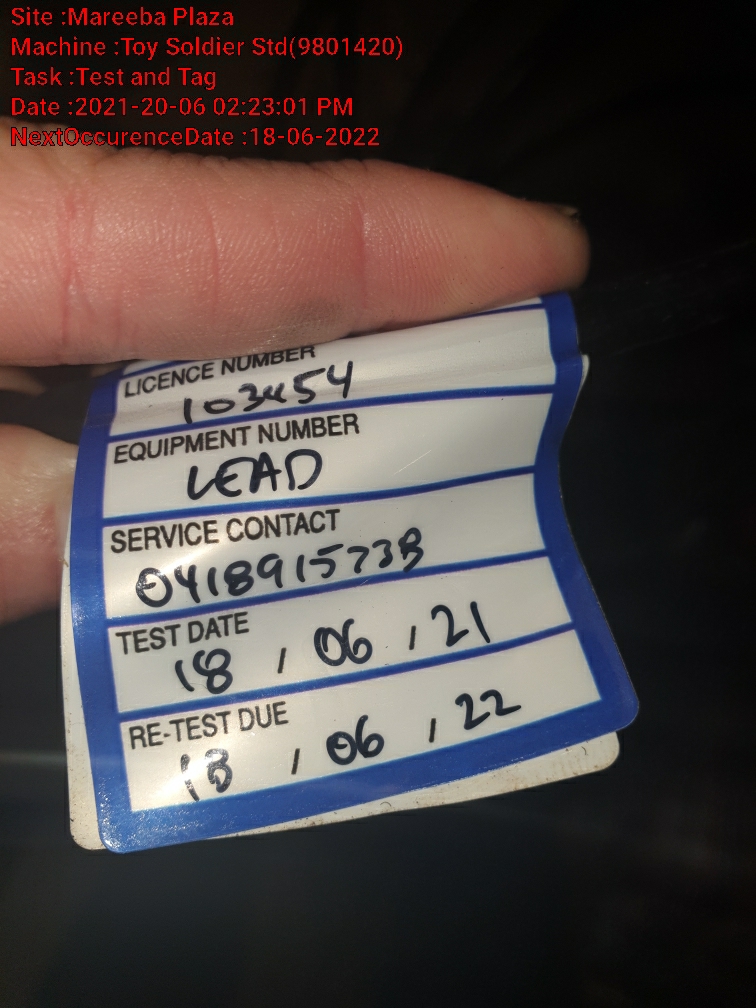 Site :Mareeba Plaza
Machine :Toy Soldier Std(9801420)
Task :Test and Tag
Date :2021-20-06 02:23:01 PM
NextOccurenceDate :18-06-2022
LICENCE NUMBER
103454
EQUIPMENT NUMBER
LEAD
SERVICE CONTACT
0418915738
TEST DATE
18 / 06 / 21
RE-TEST DUE
18 / 06 / 22